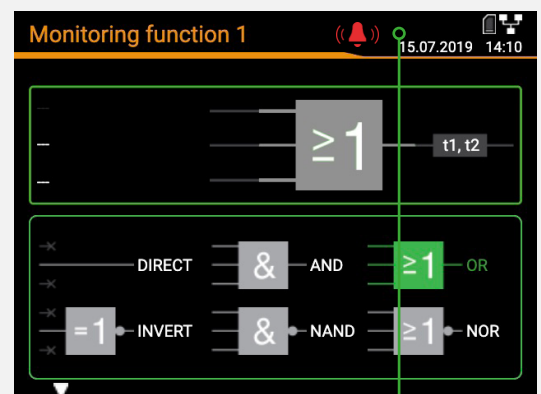 Monitoring function 1
15.07.2019 14:10
≥1
t1, t2
DIRECT
& AND
≥1 OR
=1 INVERT
& NAND
≥1 NOR